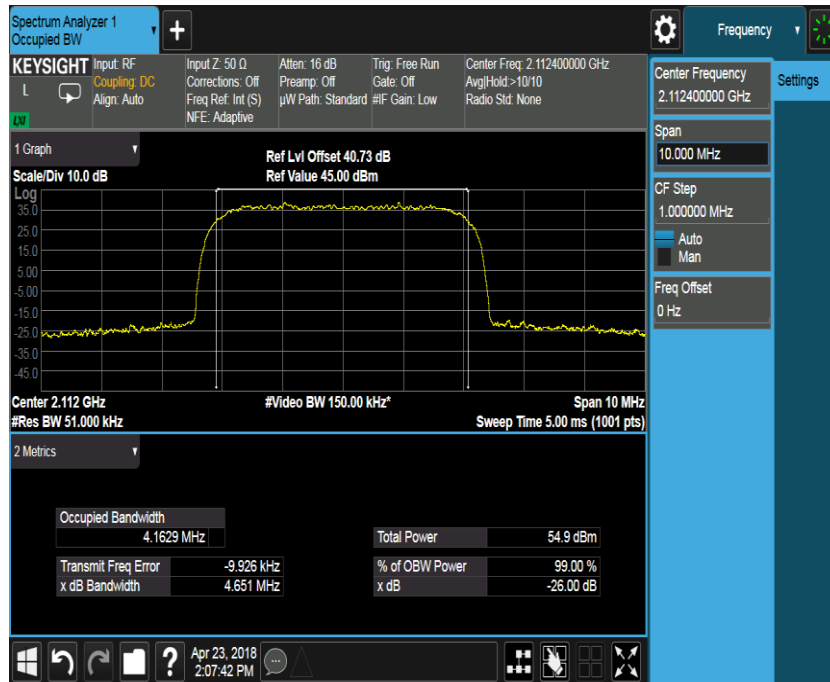 Spectrum Analyzer 1
Occupied BW
+
Frequency
KEYSIGHT
L
LXI
Input: RF
Coupling: DC
Align: Auto
Input Z: 50 Ω
Corrections: Off
Freq Ref: Int (S)
NFE: Adaptive
Atten: 16 dB
Preamp: Off
µW Path: Standard
Trig: Free Run
Gate: Off
#IF Gain: Low
Center Freq: 2.112400000 GHz
Avg|Hold:>10/10
Radio Std: None
Center Frequency
2.112400000 GHz
Settings
Span
10.000 MHz
CF Step
1.000000 MHz
Auto
Man
Freq Offset
0 Hz
1 Graph
Ref Lvl Offset 40.73 dB
Scale/Div 10.0 dB
Ref Value 45.00 dBm
Log
35.0
25.0
15.0
5.00
-5.00
-15.0
-25.0
-35.0
-45.0
Center 2.112 GHz
#Video BW 150.00 kHz*
Span 10 MHz
#Res BW 51.000 kHz
Sweep Time 5.00 ms (1001 pts)
2 Metrics
Occupied Bandwidth
4.1629 MHz
Total Power 54.9 dBm
Transmit Freq Error -9.926 kHz
% of OBW Power 99.00 %
x dB Bandwidth 4.651 MHz
x dB -26.00 dB
?
Apr 23, 2018
2:07:42 PM